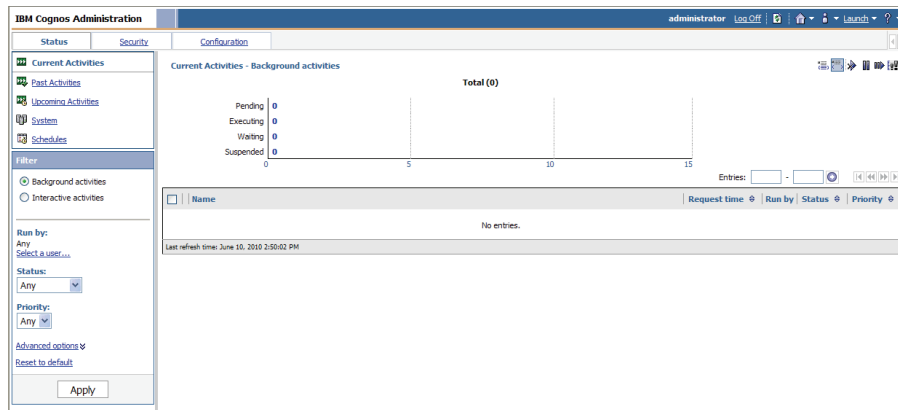 IBM Cognos Administration
administrator Log Off Launch ?
Status Security Configuration
Current Activities
Past Activities
Upcoming Activities
System
Schedules
Filter
Background activities
Interactive activities
Run by:
Any
Select a user...
Status:
Any
Priority:
Any
Advanced options
Reset to default
Apply
Current Activities - Background activities
Total (0)
Pending 0
Executing 0
Waiting 0
Suspended 0
0 5 10 15
Entries: -
Name Request time Run by Status Priority
No entries.
Last refresh time: June 10, 2010 2:50:02 PM